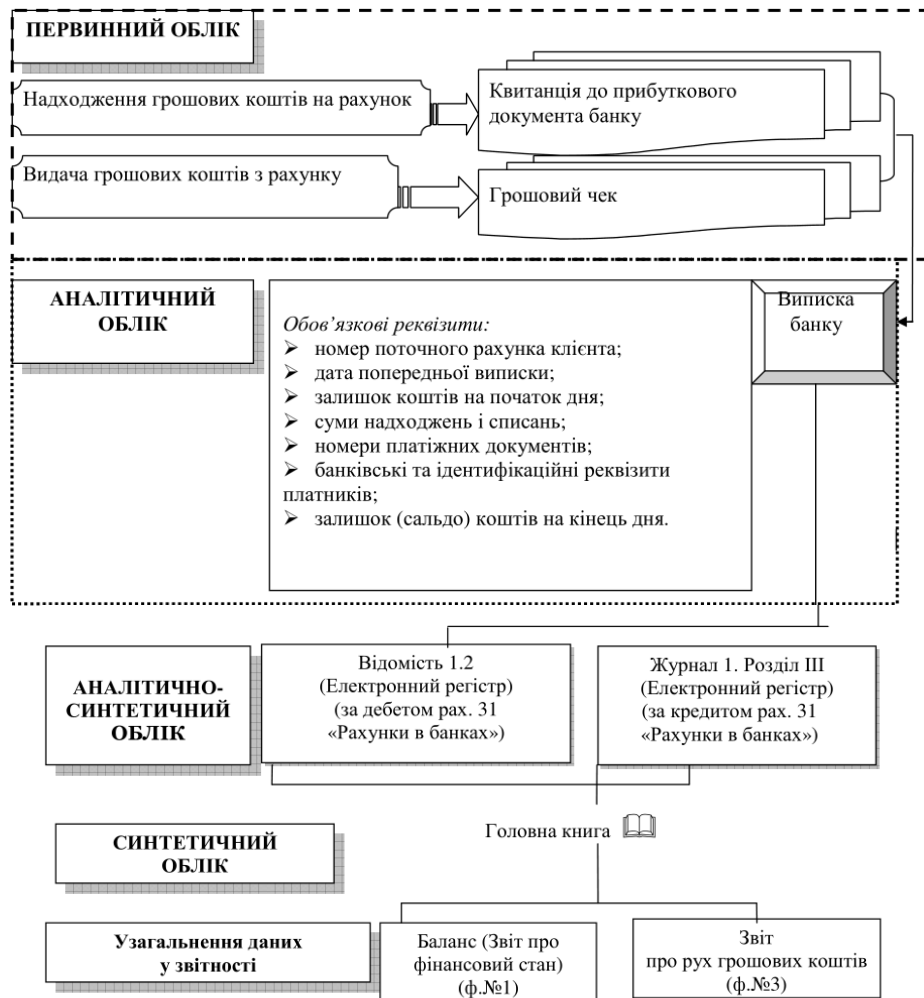 ПЕРВИННИЙ ОБЛІК
Надходження грошових коштів на рахунок
Квитанція до прибуткового
документа банку
Видача грошових коштів з рахунку
Грошовий чек
АНАЛІТИЧНИЙ
ОБЛІК
Обов’язкові реквізити:
➢ номер поточного рахунка клієнта;
➢ дата попередньої виписки;
➢ залишок коштів на початок дня;
➢ суми надходжень і списань;
➢ номери платіжних документів;
➢ банківські та ідентифікаційні реквізити
платників;
➢ залишок (сальдо) коштів на кінець дня.
Виписка
банку
АНАЛІТИЧНО-
СИНТЕТИЧНИЙ
ОБЛІК
Відомість 1.2
(Електронний регістр)
(за дебетом рах. 31
«Рахунки в банках»)
Журнал 1. Розділ ІІІ
(Електронний регістр)
(за кредитом рах. 31
«Рахунки в банках»)
Головна книга
СИНТЕТИЧНИЙ
ОБЛІК
Узагальнення даних
у звітності
Баланс (Звіт про
фінансовий стан)
(ф.№1)
Звіт
про рух грошових коштів
(ф.№3)